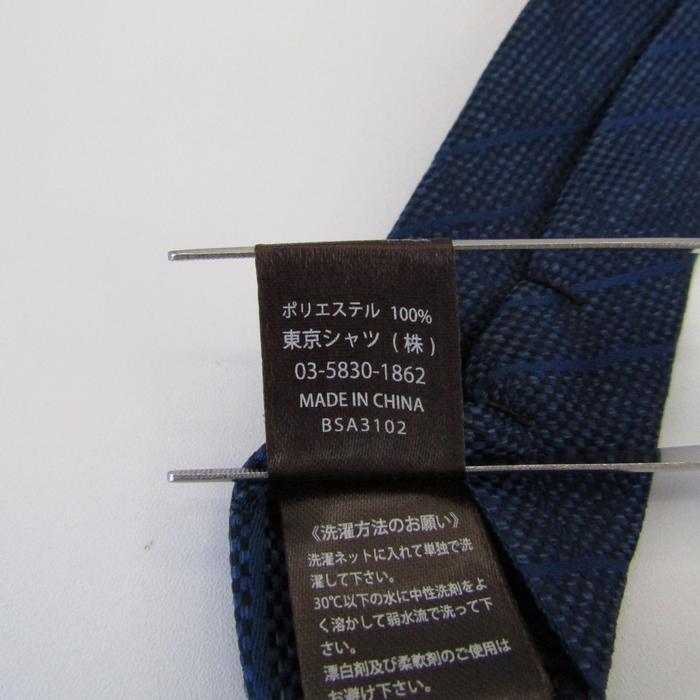 ポリエステル 100%
東京シャツ (株)
03-5830-1862
MADE IN CHINA
BSA3102
《洗濯方法のお願い》
洗濯ネットに入れて単独で洗
濯して下さい。
30℃以下の水に中性洗剤をよ
く溶かして弱水流で洗って下
さい。
漂白剤及び柔軟剤のご使用は
お避け下さい。